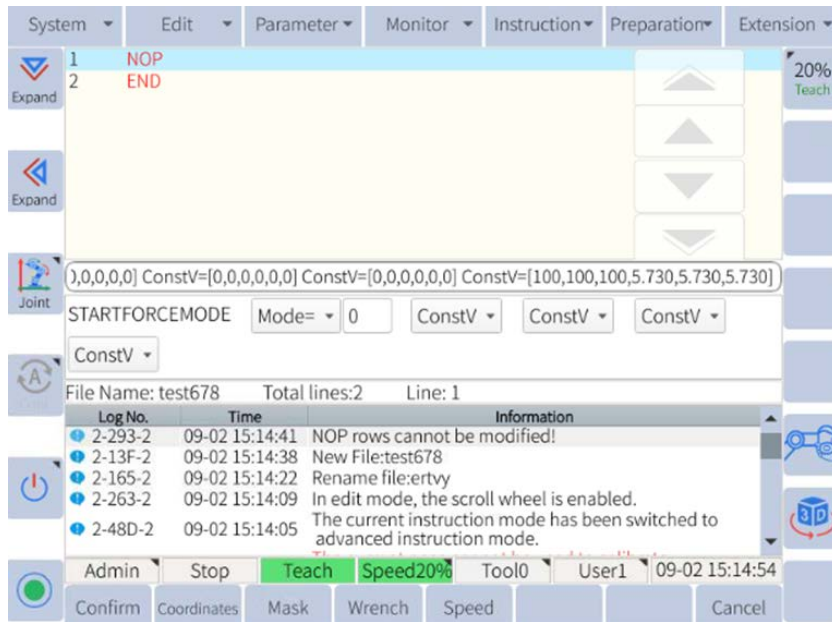 System Edit Parameter Monitor Instruction Preparation Extension
Expand
1 NOP
2 END
20%
Teach
Expand
Joint
0,0,0,0] ConstV=[0,0,0,0,0,0] ConstV=[0,0,0,0,0,0] ConstV=[100,100,100,5.730,5.730,5.730]
STARTFORCEMODE Mode= 0 ConstV ConstV ConstV
ConstV
A
File Name: test678 Total lines:2 Line: 1
Log No. Time Information
2-293-2 09-02 15:14:41 NOP rows cannot be modified!
2-13F-2 09-02 15:14:38 New File:test678
2-165-2 09-02 15:14:22 Rename file:ertvy
2-263-2 09-02 15:14:09 In edit mode, the scroll wheel is enabled.
2-48D-2 09-02 15:14:05 The current instruction mode has been switched to
advanced instruction mode.
3D
Admin Stop Teach Speed20% Tool0 User1 09-02 15:14:54
Confirm Coordinates Mask Wrench Speed Cancel